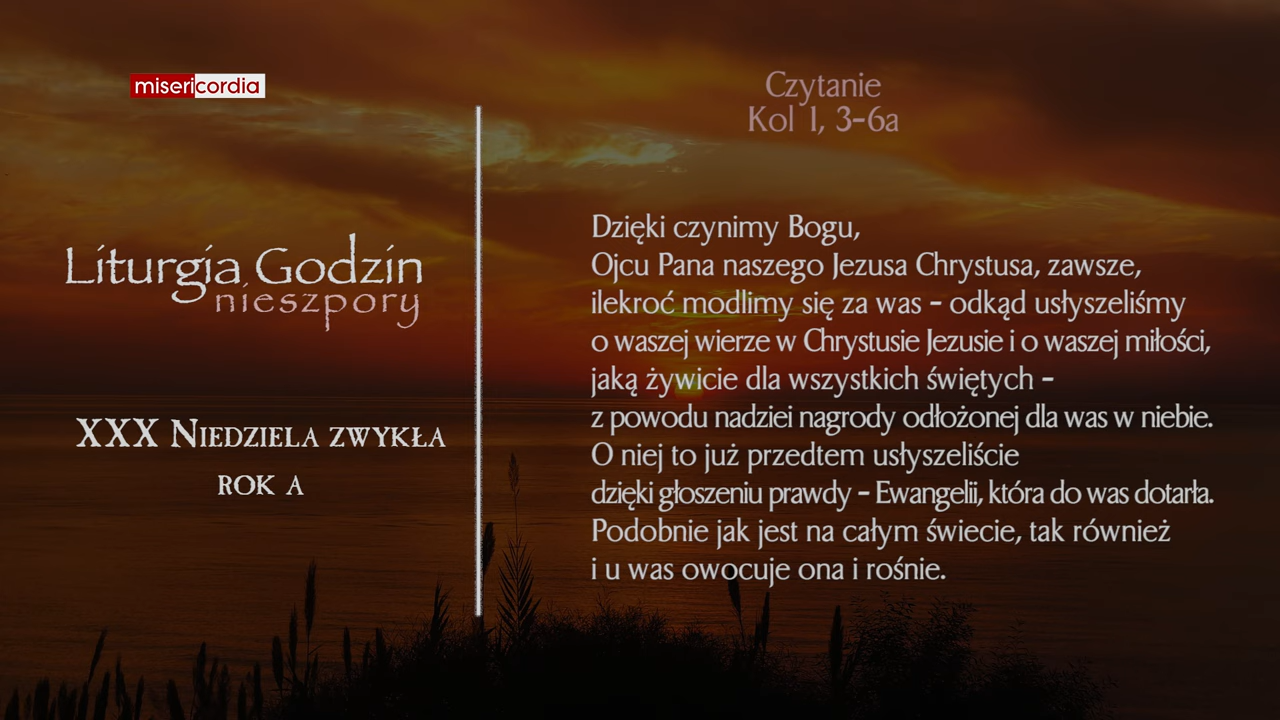 misericordia
Liturgia Godzin
nieszpory
XXX Niedziela zwykła
rok A
Czytanie
Kol 1, 3-6a
Dzięki czynimy Bogu,
Ojcu Pana naszego Jezusa Chrystusa, zawsze,
ilekroć modlimy się za was - odkąd usłyszeliśmy
o waszej wierze w Chrystusie Jezusie i o waszej miłości,
jaką żywicie dla wszystkich świętych -
z powodu nadziei nagrody odłożonej dla was w niebie.
O niej to już przedtem usłyszeliście
dzięki głoszeniu prawdy - Ewangelii, która do was dotarła.
Podobnie jak jest na całym świecie, tak również
i u was owocuje ona i rośnie.